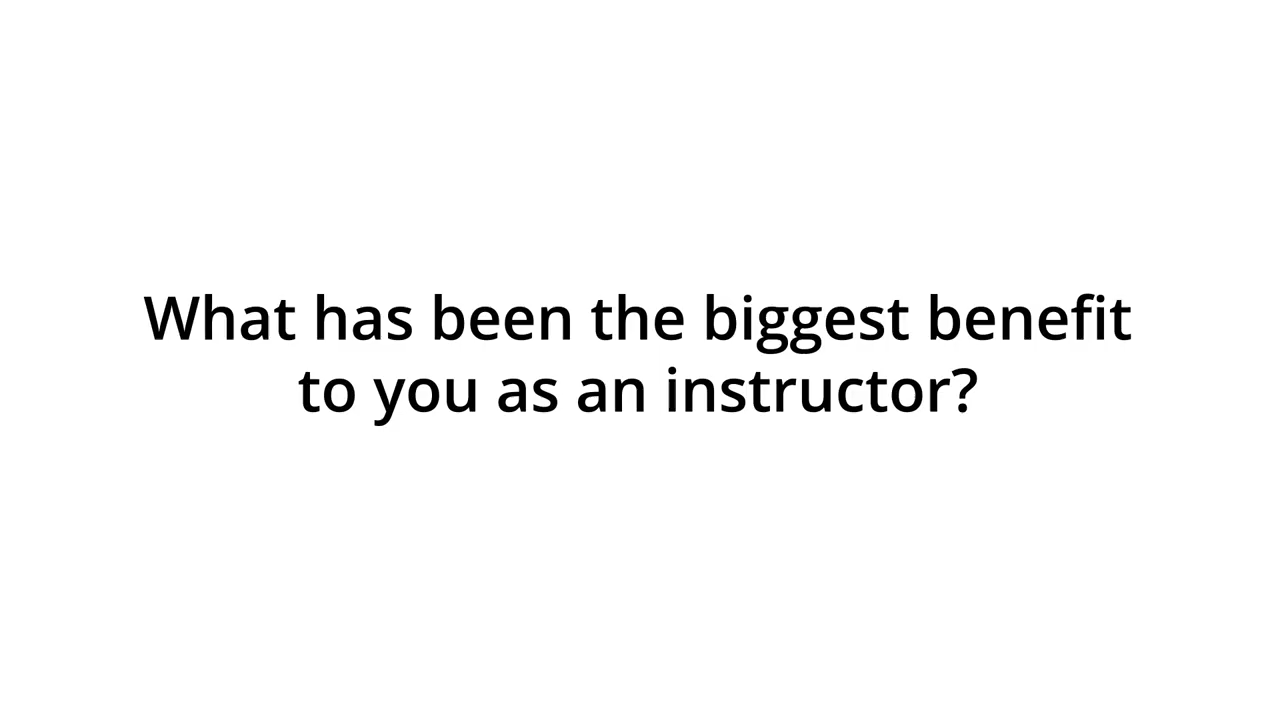 What has been the biggest benefit
to you as an instructor?